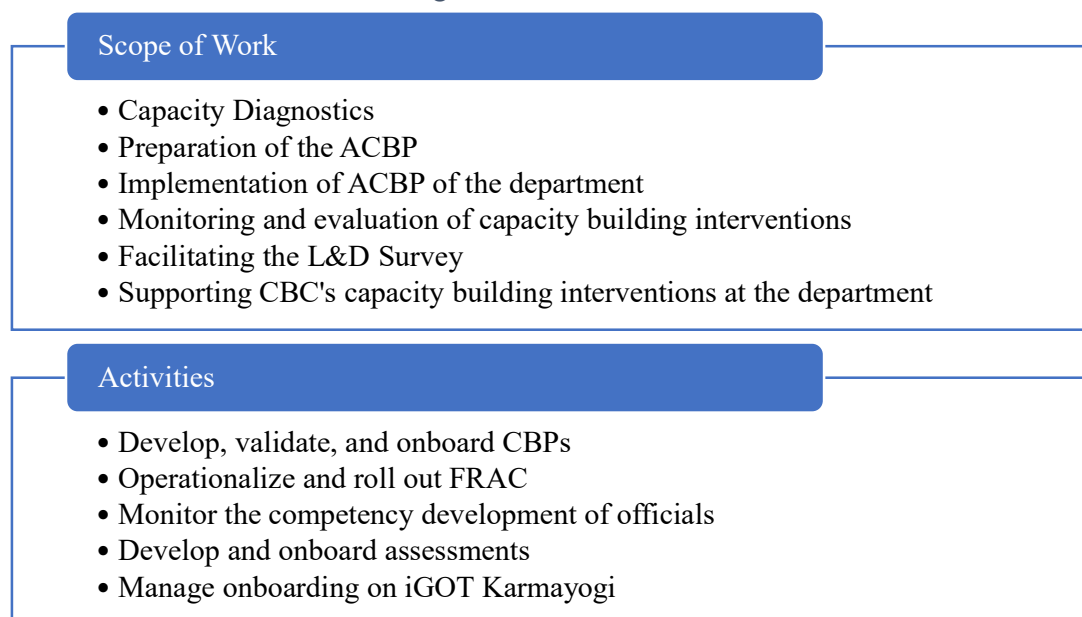 Scope of Work
• Capacity Diagnostics
• Preparation of the ACBP
• Implementation of ACBP of the department
• Monitoring and evaluation of capacity building interventions
• Facilitating the L&D Survey
• Supporting CBC's capacity building interventions at the department
Activities
• Develop, validate, and onboard CBPs
• Operationalize and roll out FRAC
• Monitor the competency development of officials
• Develop and onboard assessments
• Manage onboarding on iGOT Karmayogi